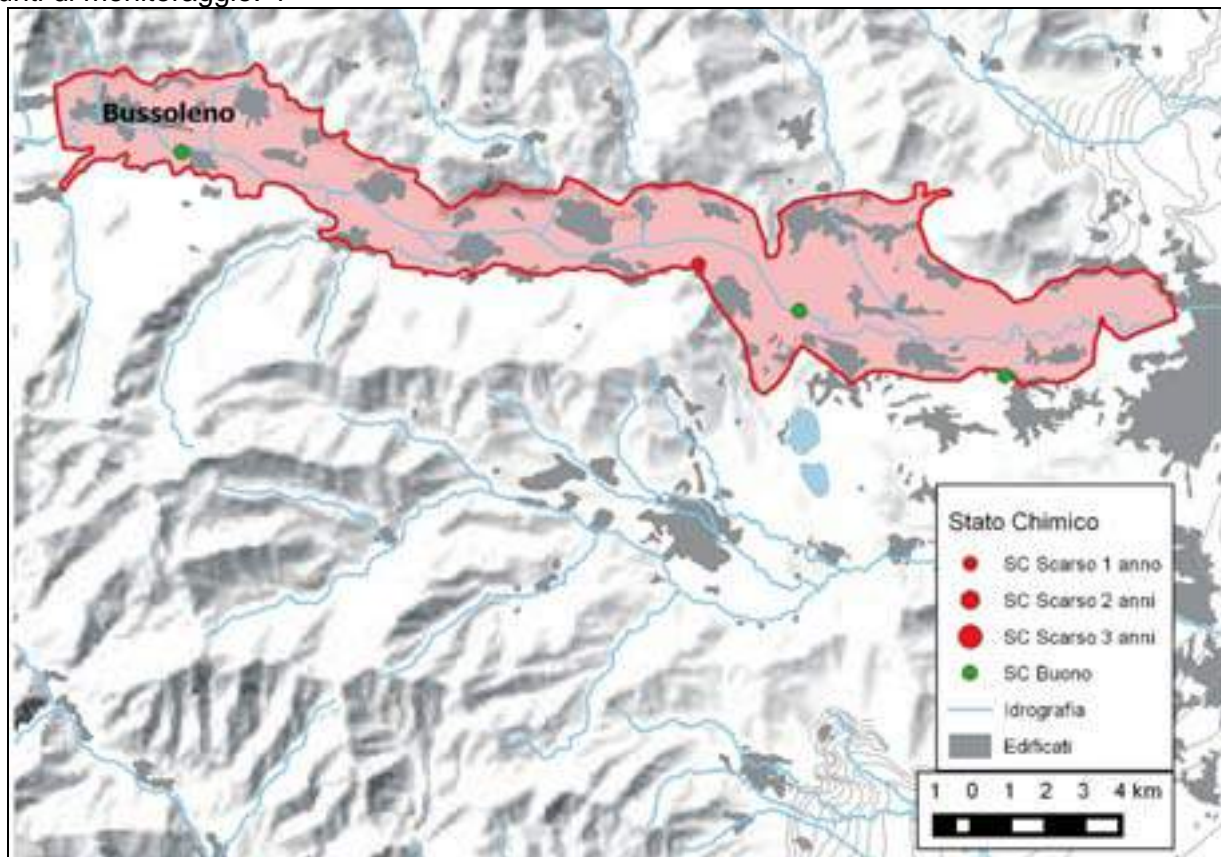 Bussoleno
Stato Chimico
SC Scarso 1 anno
SC Scarso 2 anni
SC Scarso 3 anni
SC Buono
Idrografia
Edificati
1 0 1 2 3 4 km